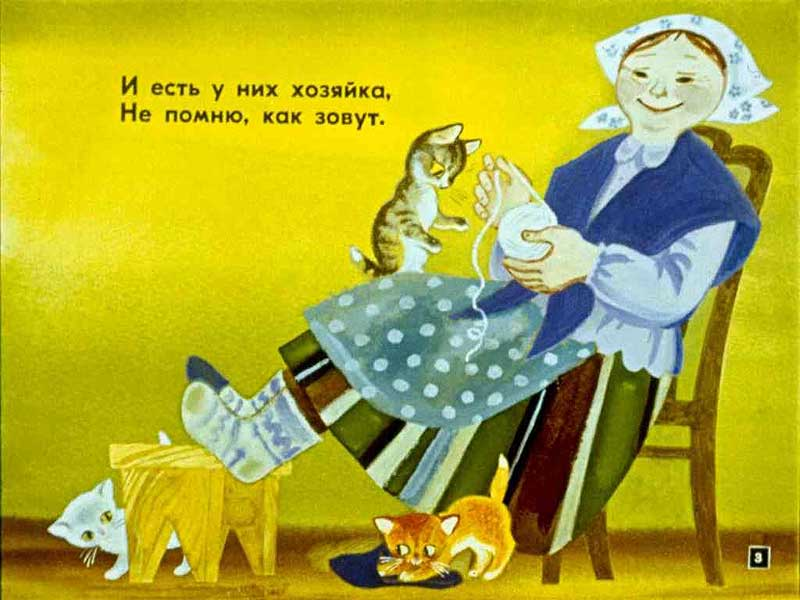 И есть у них хозяйка,
Не помню, как зовут.
3